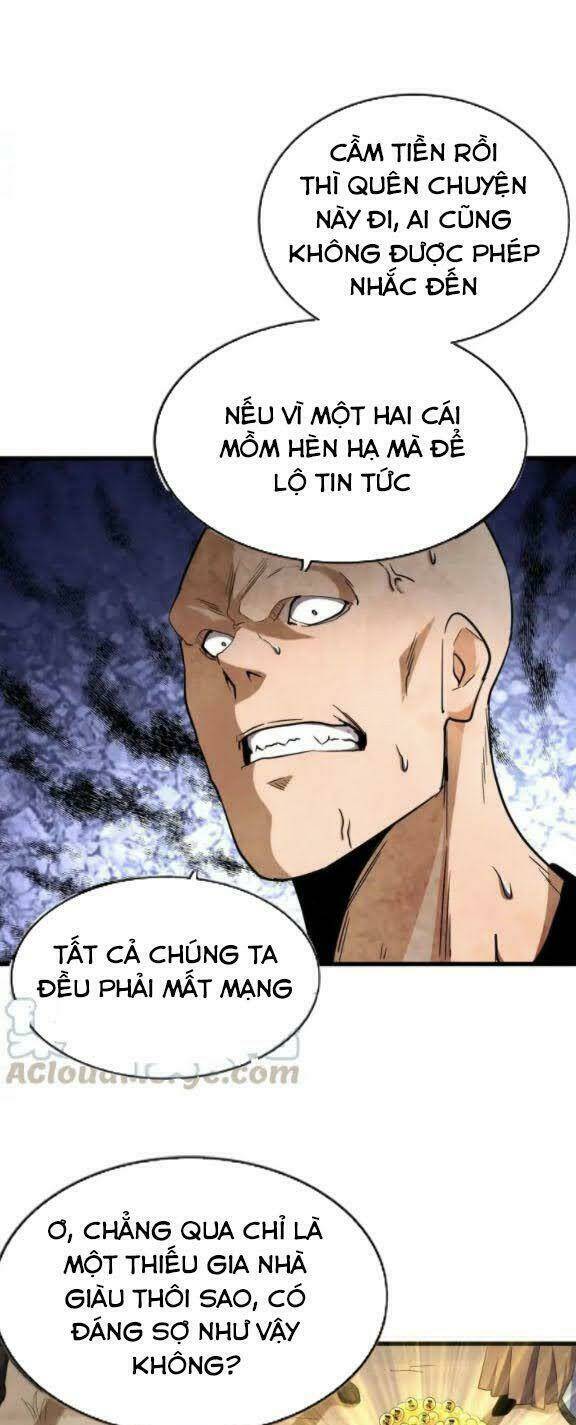 CẦM TIỀN RỒI
THÌ QUÊN CHUYỆN
NÀY ĐI, AI CŨNG
KHÔNG ĐƯỢC PHÉP
NHẮC ĐẾN
NẾU VÌ MỘT HAI CÁI
MỒM HÈN HẠ MÀ ĐỂ
LỘ TIN TỨC
TẤT CẢ CHÚNG TA
ĐỀU PHẢI MẤT MẠNG
ACloudMerge.com
Ơ, CHẲNG QUA CHỈ LÀ
MỘT THIẾU GIA NHÀ
GIÀU THÔI SAO, CÓ
ĐÁNG SỢ NHƯ VẬY
KHÔNG?